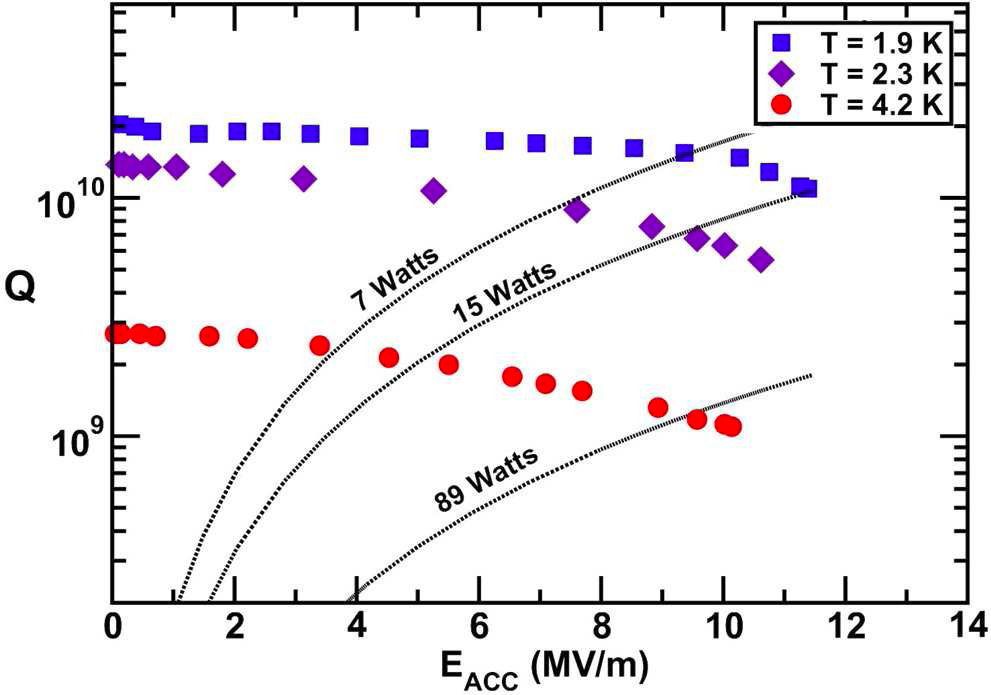 T = 1.9 K
T = 2.3 K
T = 4.2 K
10¹⁰
Q
7 Watts
15 Watts
10⁹
89 Watts
0 2 4 6 8 10 12 14
E_ACC (MV/m)